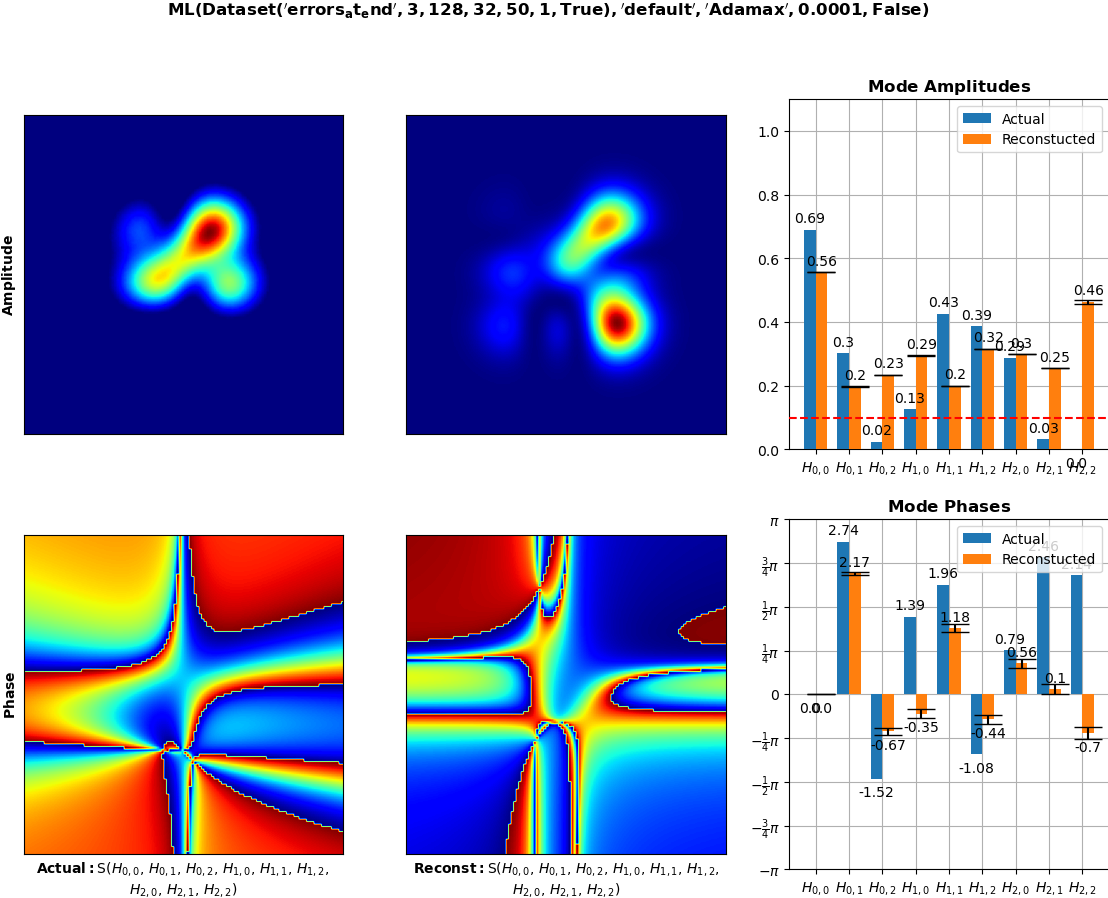 ML(Dataset('errors_at_end', 3, 128, 32, 50, 1, True), 'default', 'Adamax', 0.0001, False)
Amplitude
Mode Amplitudes
Actual
Reconstucted
1.0
0.8
0.6
0.4
0.2
0.0
0.69
0.56
0.3
0.2
0.02
0.23
0.13
0.29
0.43
0.2
0.39
0.32
0.29
0.3
0.03
0.25
0.0
0.46
H0,0 H0,1 H0,2 H1,0 H1,1 H1,2 H2,0 H2,1 H2,2
Phase
Mode Phases
Actual
Reconstucted
π
3/4π
1/2π
1/4π
0
−1/4π
−1/2π
−3/4π
−π
0.0
0.0
2.74
2.17
-1.52
-0.67
1.39
-0.35
1.96
1.18
-1.08
-0.44
0.79
0.56
2.46
0.1
2.14
-0.7
H0,0 H0,1 H0,2 H1,0 H1,1 H1,2 H2,0 H2,1 H2,2
Actual: S(H0,0, H0,1, H0,2, H1,0, H1,1, H1,2,
H2,0, H2,1, H2,2)
Reconst: S(H0,0, H0,1, H0,2, H1,0, H1,1, H1,2,
H2,0, H2,1, H2,2)